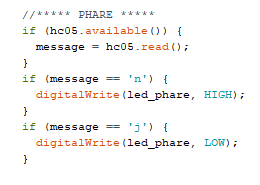 //***** PHARE *****
if (hc05.available()) {
  message = hc05.read();
}
if (message == 'n') {
  digitalWrite(led_phare, HIGH);
}
if (message == 'j') {
  digitalWrite(led_phare, LOW);
}